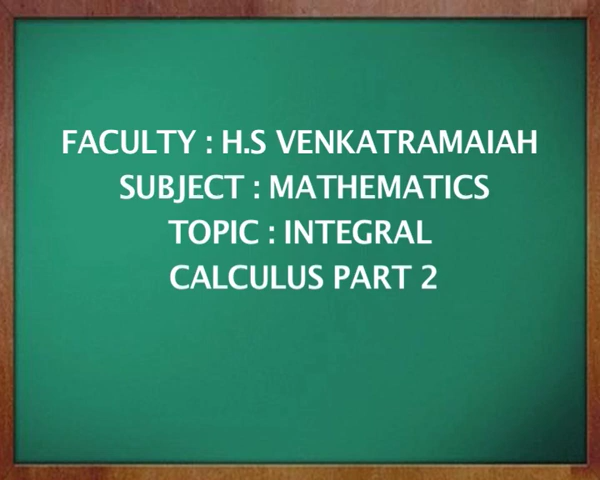 FACULTY : H.S VENKATRAMAIAH
SUBJECT : MATHEMATICS
TOPIC : INTEGRAL
CALCULUS PART 2